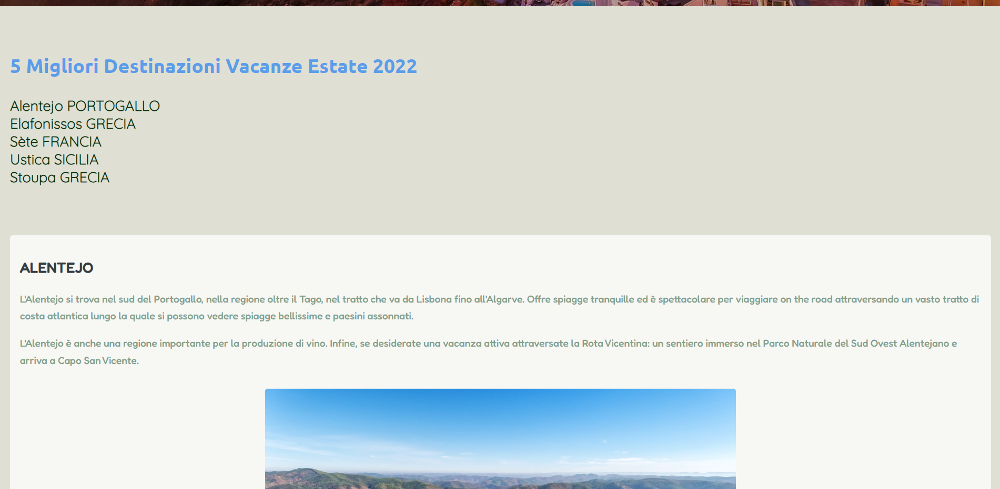 5 Migliori Destinazioni Vacanze Estate 2022
Alentejo PORTOGALLO
Elafonissos GRECIA
Sète FRANCIA
Ustica SICILIA
Stoupa GRECIA
ALENTEJO
L'Alentejo si trova nel sud del Portogallo, nella regione oltre il Tago, nel tratto che va da Lisbona fino all'Algarve. Offre spiagge tranquille ed è spettacolare per viaggiare on the road attraversando un vasto tratto di
costa atlantica lungo la quale si possono vedere spiagge bellissime e paesini assonnati.
L'Alentejo è anche una regione importante per la produzione di vino. Infine, se desiderate una vacanza attiva attraversate la Rota Vicentina: un sentiero immerso nel Parco Naturale del Sud Ovest Alentejano e
arriva a Capo San Vicente.